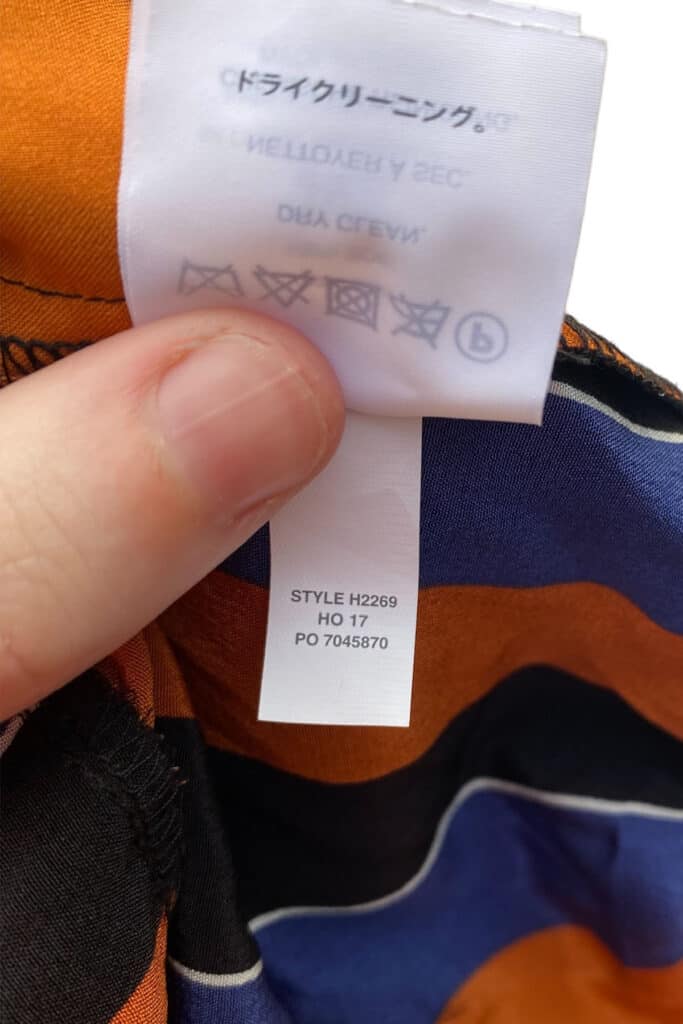 ドライクリーニング。
NETTOYER À SEC.
DRY CLEAN.
P
STYLE H2269
HO 17
PO 7045870